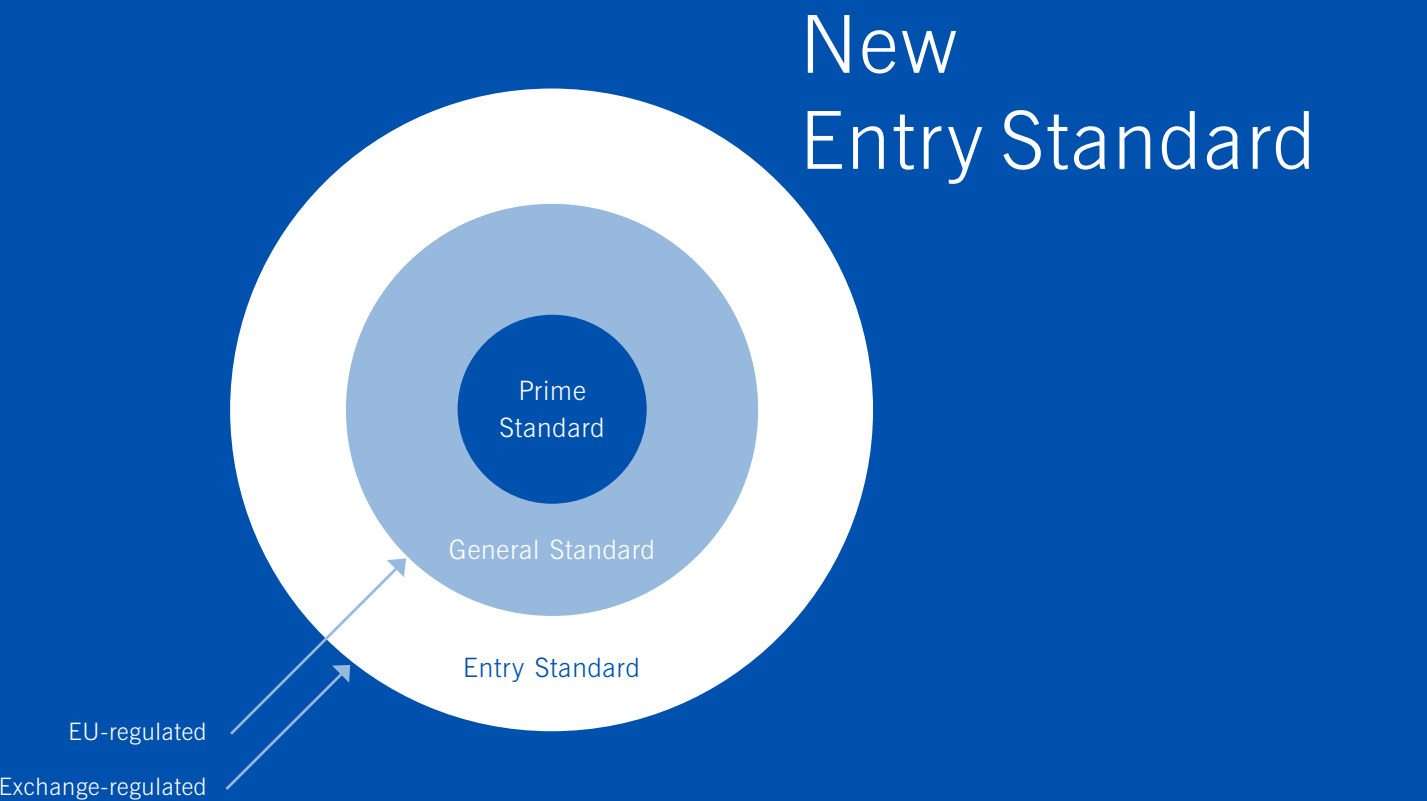 New
Entry Standard
Prime
Standard
General Standard
Entry Standard
EU-regulated
Exchange-regulated